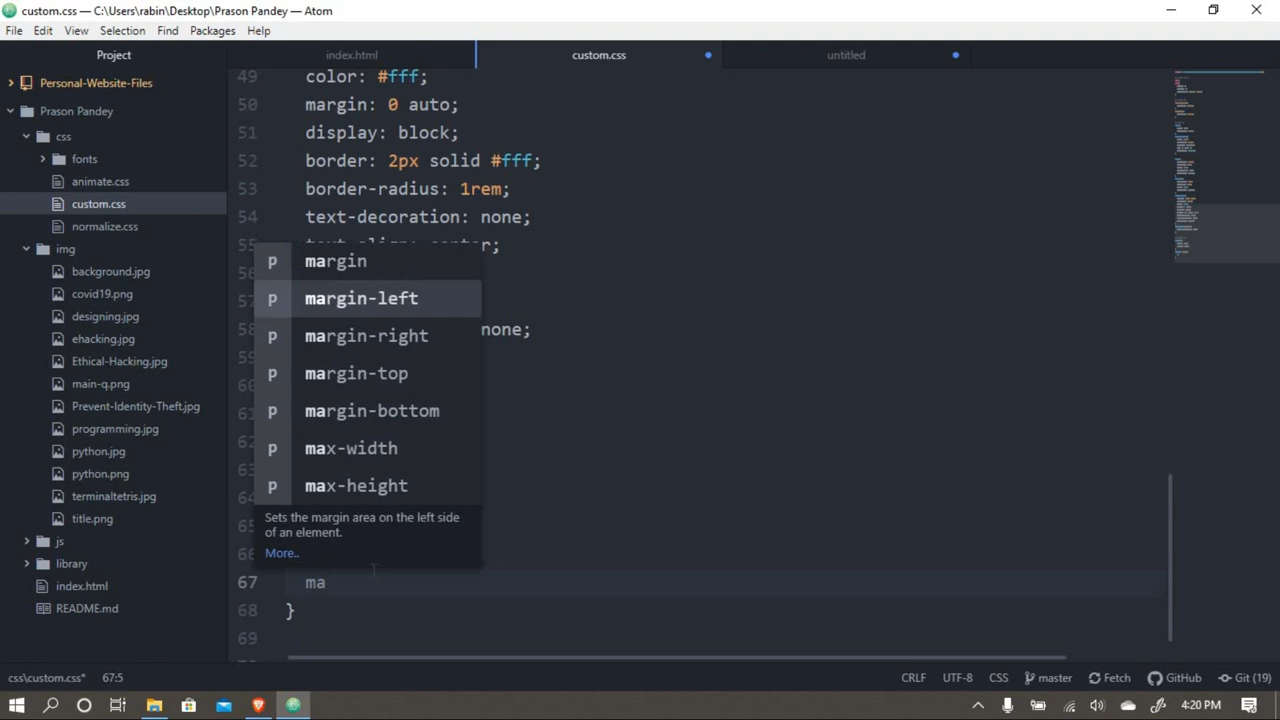 custom.css — C:\Users\rabin\Desktop\Prason Pandey — Atom
File Edit View Selection Find Packages Help
Project
index.html
custom.css
untitled
Personal-Website-Files
Prason Pandey
css
fonts
animate.css
custom.css
normalize.css
img
background.jpg
covid19.png
designing.jpg
ehacking.jpg
Ethical-Hacking.jpg
main-q.png
Prevent-Identity-Theft.jpg
programming.jpg
python.jpg
python.png
terminaltetris.jpg
title.png
js
library
index.html
README.md
49 color: #fff;
50 margin: 0 auto;
51 display: block;
52 border: 2px solid #fff;
53 border-radius: 1rem;
54 text-decoration: none;
55 text-align: center;
58 none;
p margin
p margin-left
p margin-right
p margin-top
p margin-bottom
p max-width
p max-height
Sets the margin area on the left side
of an element.
More..
67 ma
68 }
69
css\custom.css* 67:5
CRLF UTF-8 CSS master Fetch GitHub Git (19)
4:20 PM